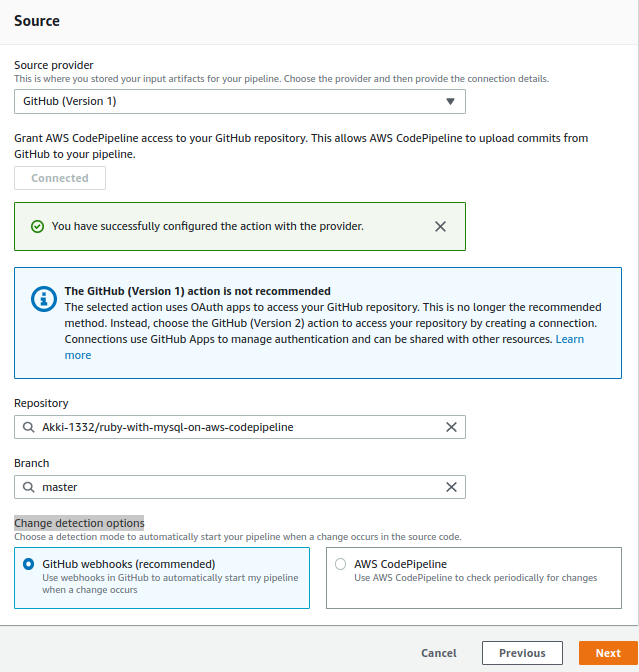 Source
Source provider
This is where you stored your input artifacts for your pipeline. Choose the provider and then provide the connection details.
GitHub (Version 1)
Grant AWS CodePipeline access to your GitHub repository. This allows AWS CodePipeline to upload commits from
GitHub to your pipeline.
Connected
You have successfully configured the action with the provider.
The GitHub (Version 1) action is not recommended
The selected action uses OAuth apps to access your GitHub repository. This is no longer the recommended
method. Instead, choose the GitHub (Version 2) action to access your repository by creating a connection.
Connections use GitHub Apps to manage authentication and can be shared with other resources. Learn
more
Repository
Akki-1332/ruby-with-mysql-on-aws-codepipeline
Branch
master
Change detection options
Choose a detection mode to automatically start your pipeline when a change occurs in the source code.
GitHub webhooks (recommended)
Use webhooks in GitHub to automatically start my pipeline
when a change occurs
AWS CodePipeline
Use AWS CodePipeline to check periodically for changes
Cancel
Previous
Next